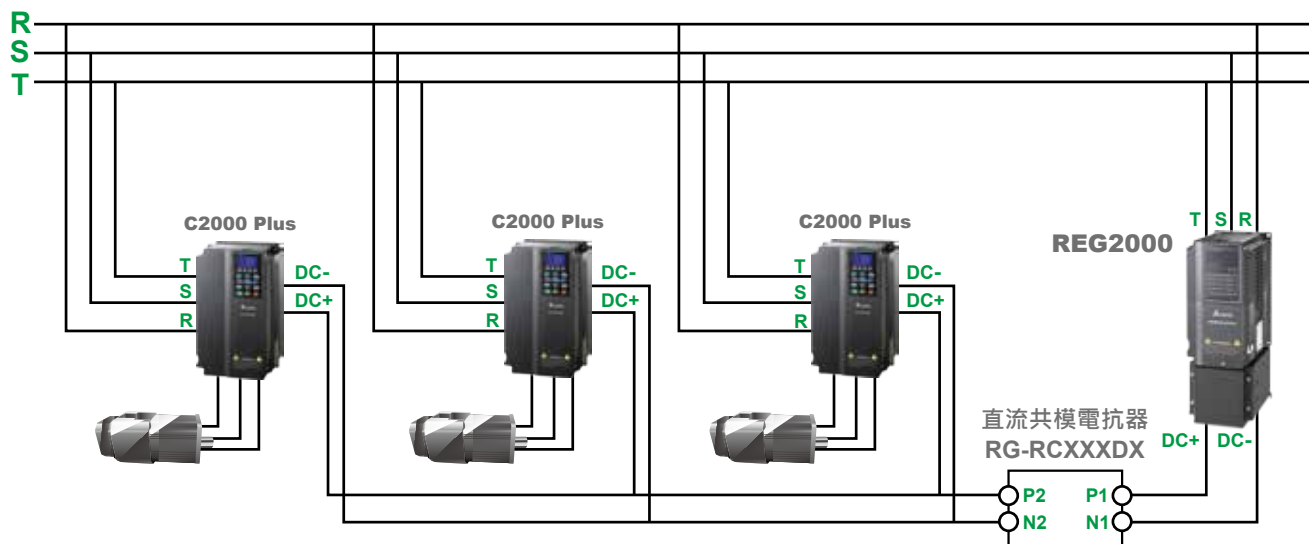 R
S
T
C2000 Plus
T
S
R
DC-
DC+
C2000 Plus
T
S
R
DC-
DC+
C2000 Plus
T
S
R
DC-
DC+
REG2000
T S R
DC+ DC-
直流共模電抗器
RG-RCXXXDX
P2 P1
N2 N1